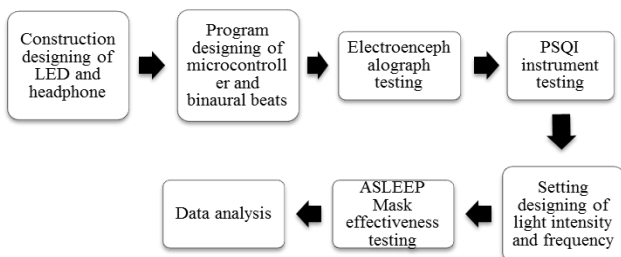 Construction
designing of
LED and
headphone
Program
designing of
microcontroll
er and
binaural beats
Electroenceph
alograph
testing
PSQI
instrument
testing
Setting
designing of
light intensity
and frequency
ASLEEP
Mask
effectiveness
testing
Data analysis